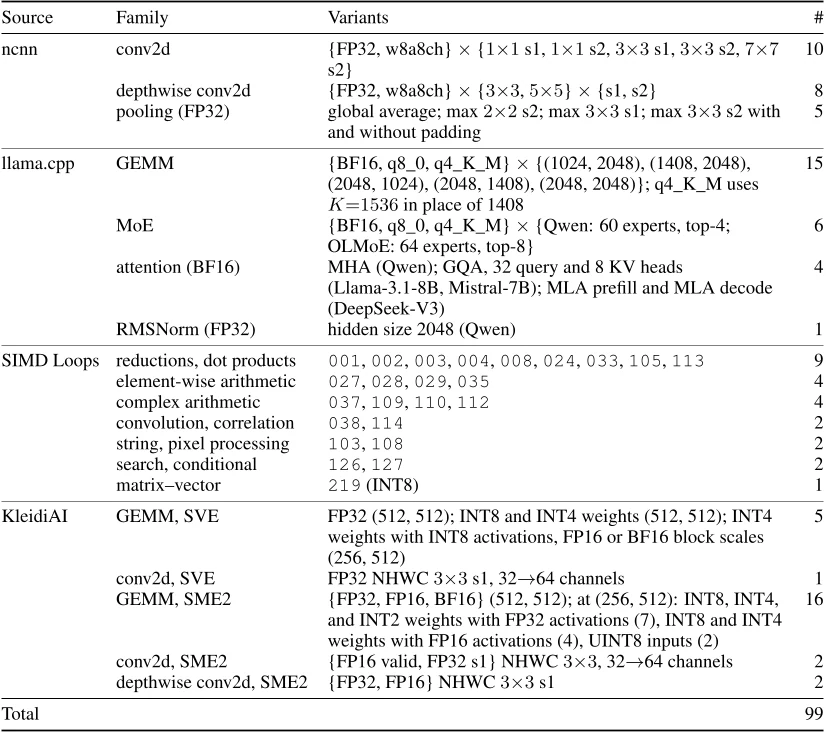 Source Family Variants #
ncnn conv2d {FP32, w8a8ch} × {1×1 s1, 1×1 s2, 3×3 s1, 3×3 s2, 7×7 10
s2}
depthwise conv2d {FP32, w8a8ch} × {3×3, 5×5} × {s1, s2} 8
pooling (FP32) global average; max 2×2 s2; max 3×3 s1; max 3×3 s2 with 5
and without padding
llama.cpp GEMM {BF16, q8_0, q4_K_M} × {(1024, 2048), (1408, 2048), 15
(2048, 1024), (2048, 1408), (2048, 2048)}; q4_K_M uses
K=1536 in place of 1408
MoE {BF16, q8_0, q4_K_M} × {Qwen: 60 experts, top-4; 6
OLMoE: 64 experts, top-8}
attention (BF16) MHA (Qwen); GQA, 32 query and 8 KV heads 4
(Llama-3.1-8B, Mistral-7B); MLA prefill and MLA decode
(DeepSeek-V3)
RMSNorm (FP32) hidden size 2048 (Qwen) 1
SIMD Loops reductions, dot products 001, 002, 003, 004, 008, 024, 033, 105, 113 9
element-wise arithmetic 027, 028, 029, 035 4
complex arithmetic 037, 109, 110, 112 4
convolution, correlation 038, 114 2
string, pixel processing 103, 108 2
search, conditional 126, 127 2
matrix–vector 219 (INT8) 1
KleidiAI GEMM, SVE FP32 (512, 512); INT8 and INT4 weights (512, 512); INT4 5
weights with INT8 activations, FP16 or BF16 block scales
(256, 512)
conv2d, SVE FP32 NHWC 3×3 s1, 32→64 channels 1
GEMM, SME2 {FP32, FP16, BF16} (512, 512); at (256, 512): INT8, INT4, 16
and INT2 weights with FP32 activations (7), INT8 and INT4
weights with FP16 activations (4), UINT8 inputs (2)
conv2d, SME2 {FP16 valid, FP32 s1} NHWC 3×3, 32→64 channels 2
depthwise conv2d, SME2 {FP32, FP16} NHWC 3×3 s1 2
Total 99